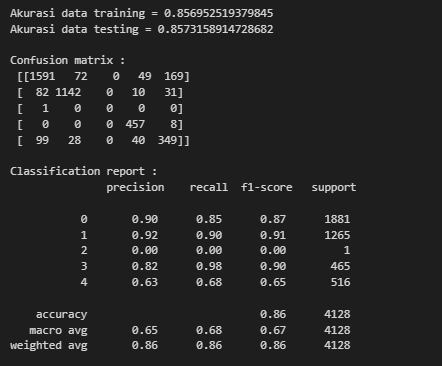 Akurasi data training = 0.856952519379845
Akurasi data testing = 0.8573158914728682
Confusion matrix :
[[1591 72 0 49 169]
[ 82 1142 0 10 31]
[ 1 0 0 0 0]
[ 0 0 0 457 8]
[ 99 28 0 40 349]]
Classification report :
precision recall f1-score support
0 0.90 0.85 0.87 1881
1 0.92 0.90 0.91 1265
2 0.00 0.00 0.00 1
3 0.82 0.98 0.90 465
4 0.63 0.68 0.65 516
accuracy 0.86 4128
macro avg 0.65 0.68 0.67 4128
weighted avg 0.86 0.86 0.86 4128